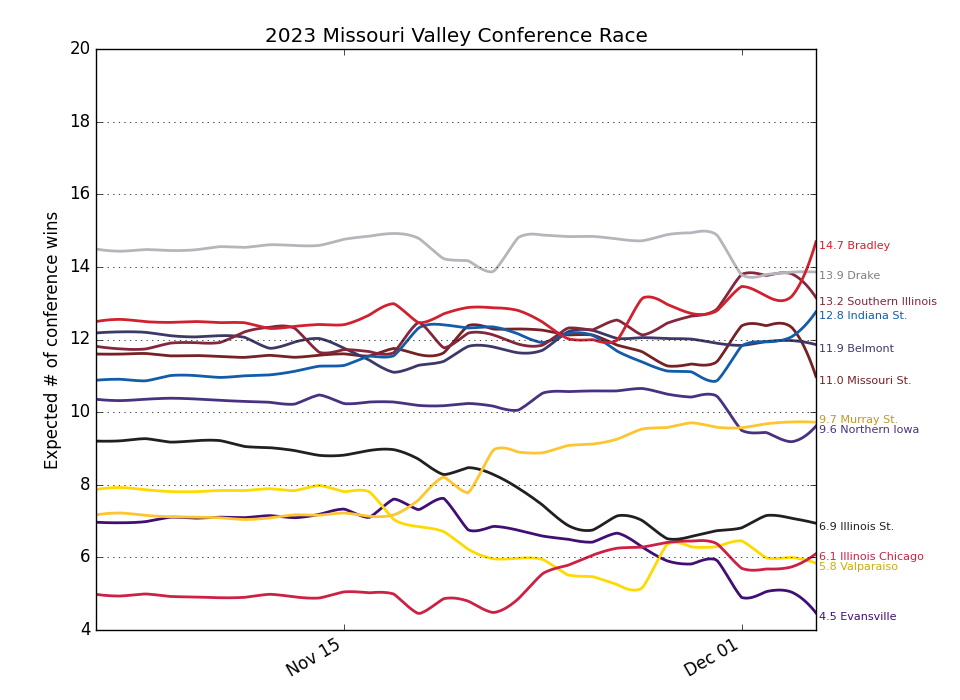 2023 Missouri Valley Conference Race
Expected # of conference wins
20
18
16
14
12
10
8
6
4
14.7 Bradley
13.9 Drake
13.2 Southern Illinois
12.8 Indiana St.
11.9 Belmont
11.0 Missouri St.
9.7 Murray St.
9.6 Northern Iowa
6.9 Illinois St.
6.1 Illinois Chicago
5.8 Valparaiso
4.5 Evansville
Nov 15
Dec 01